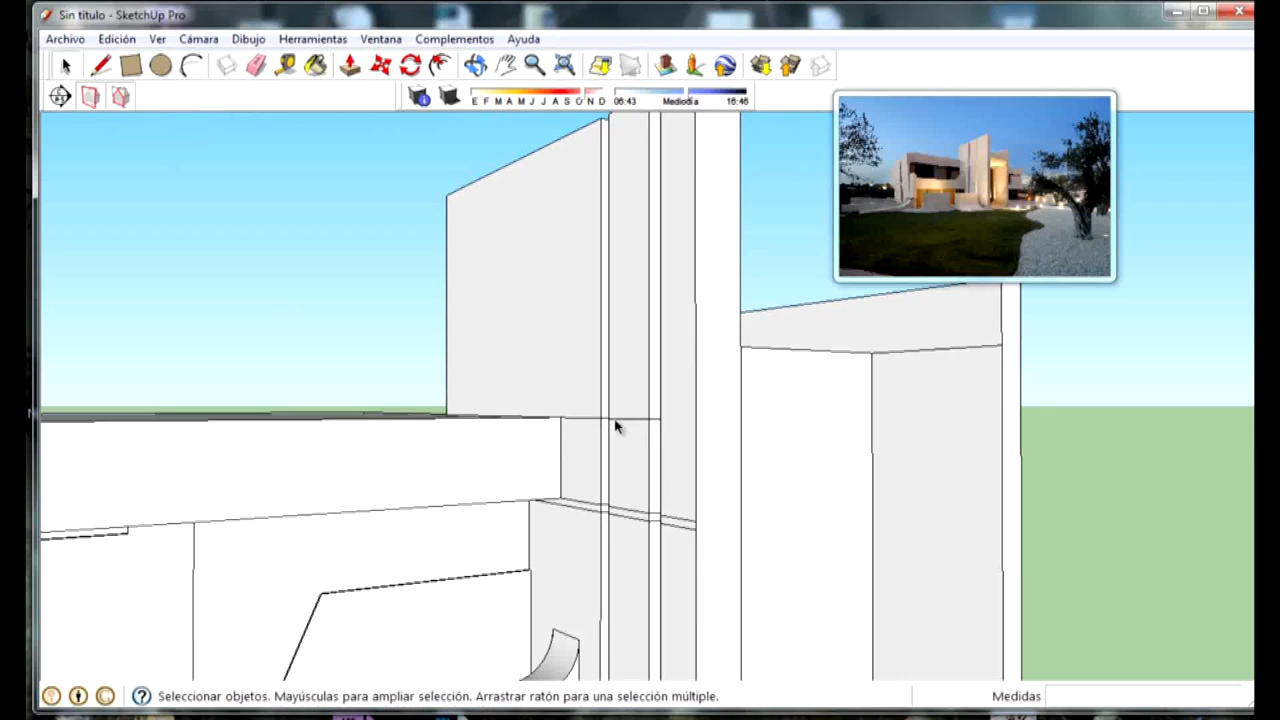 Sin título - SketchUp Pro
Archivo Edición Ver Cámara Dibujo Herramientas Ventana Complementos Ayuda
E F M A M J J A S O N D 06:43 Mediodía 16:46
Seleccionar objetos. Mayúsculas para ampliar selección. Arrastrar ratón para una selección múltiple. Medidas